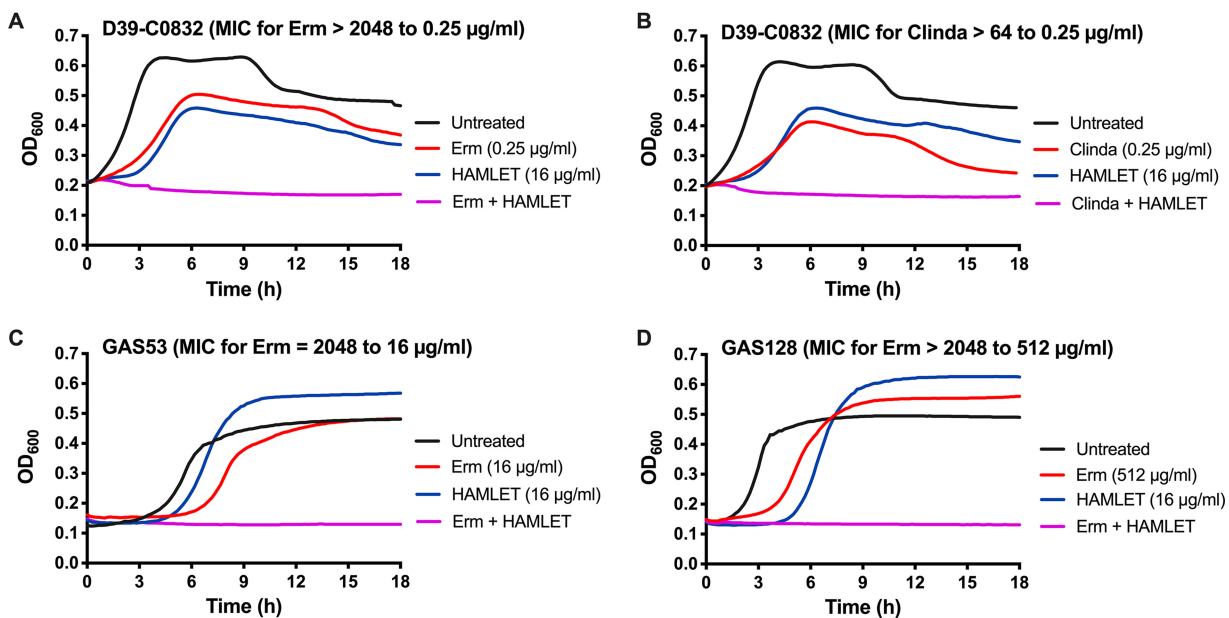 A
D39-C0832 (MIC for Erm > 2048 to 0.25 µg/ml)
0.7
0.6
0.5
0.4
0.3
0.2
0.1
0.0
OD600
0 3 6 9 12 15 18
Time (h)
Untreated
Erm (0.25 µg/ml)
HAMLET (16 µg/ml)
Erm + HAMLET
B
D39-C0832 (MIC for Clinda > 64 to 0.25 µg/ml)
0.7
0.6
0.5
0.4
0.3
0.2
0.1
0.0
OD600
0 3 6 9 12 15 18
Time (h)
Untreated
Clinda (0.25 µg/ml)
HAMLET (16 µg/ml)
Clinda + HAMLET
C
GAS53 (MIC for Erm = 2048 to 16 µg/ml)
0.7
0.6
0.5
0.4
0.3
0.2
0.1
0.0
OD600
0 3 6 9 12 15 18
Time (h)
Untreated
Erm (16 µg/ml)
HAMLET (16 µg/ml)
Erm + HAMLET
D
GAS128 (MIC for Erm > 2048 to 512 µg/ml)
0.7
0.6
0.5
0.4
0.3
0.2
0.1
0.0
OD600
0 3 6 9 12 15 18
Time (h)
Untreated
Erm (512 µg/ml)
HAMLET (16 µg/ml)
Erm + HAMLET